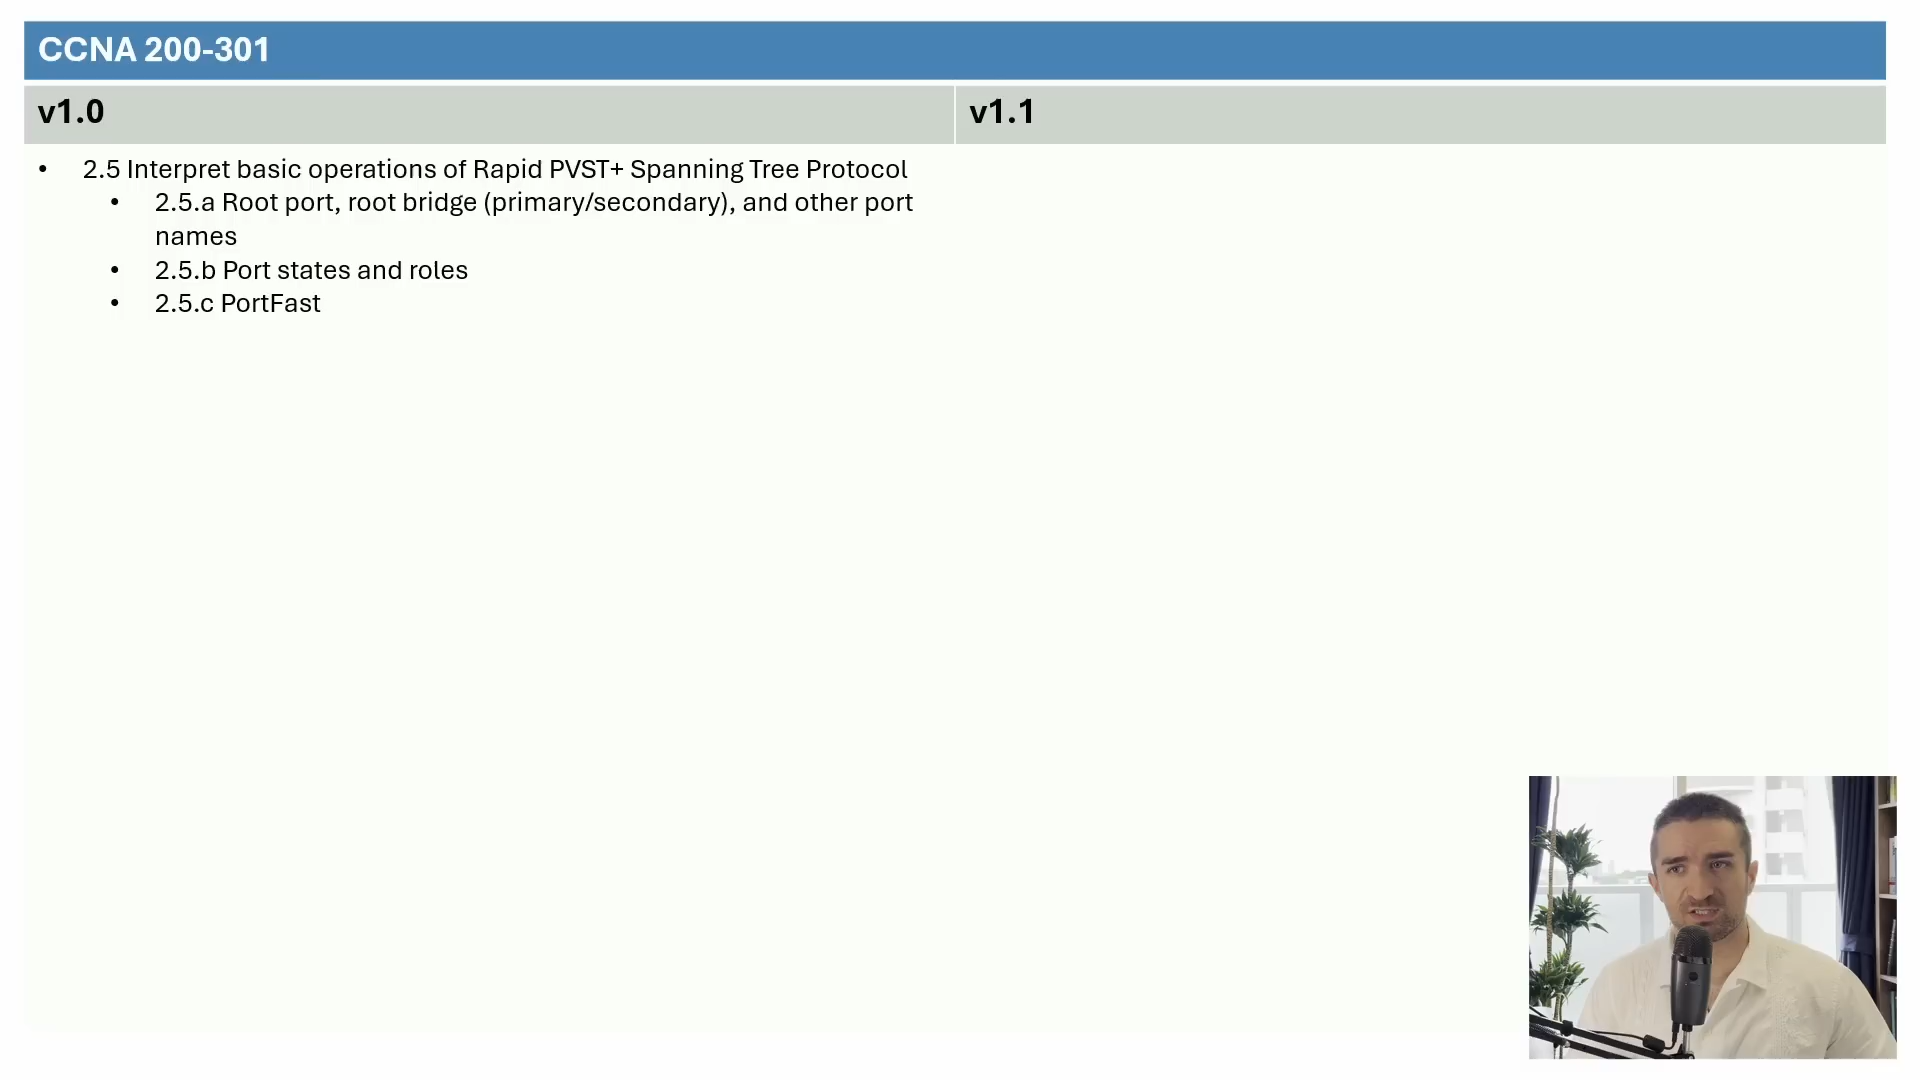 CCNA 200-301
v1.0
v1.1
• 2.5 Interpret basic operations of Rapid PVST+ Spanning Tree Protocol
• 2.5.a Root port, root bridge (primary/secondary), and other port
names
• 2.5.b Port states and roles
• 2.5.c PortFast